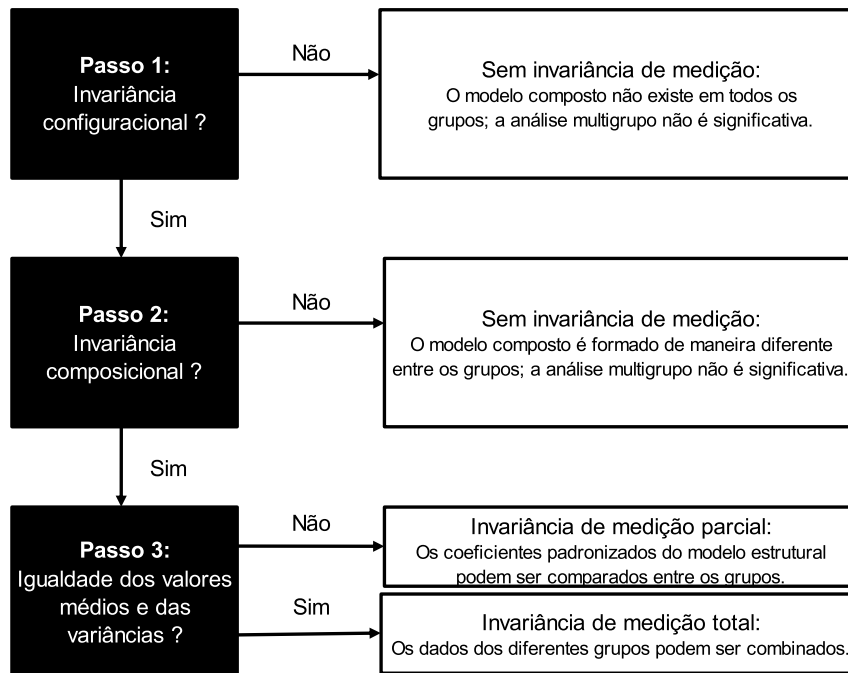 Passo 1:
Invariância
configuracional ?
Não
Sem invariância de medição:
O modelo composto não existe em todos os
grupos; a análise multigrupo não é significativa.
Sim
Passo 2:
Invariância
composicional ?
Não
Sem invariância de medição:
O modelo composto é formado de maneira diferente
entre os grupos; a análise multigrupo não é significativa.
Sim
Passo 3:
Igualdade dos valores
médios e das
variâncias ?
Não
Invariância de medição parcial:
Os coeficientes padronizados do modelo estrutural
podem ser comparados entre os grupos.
Sim
Invariância de medição total:
Os dados dos diferentes grupos podem ser combinados.